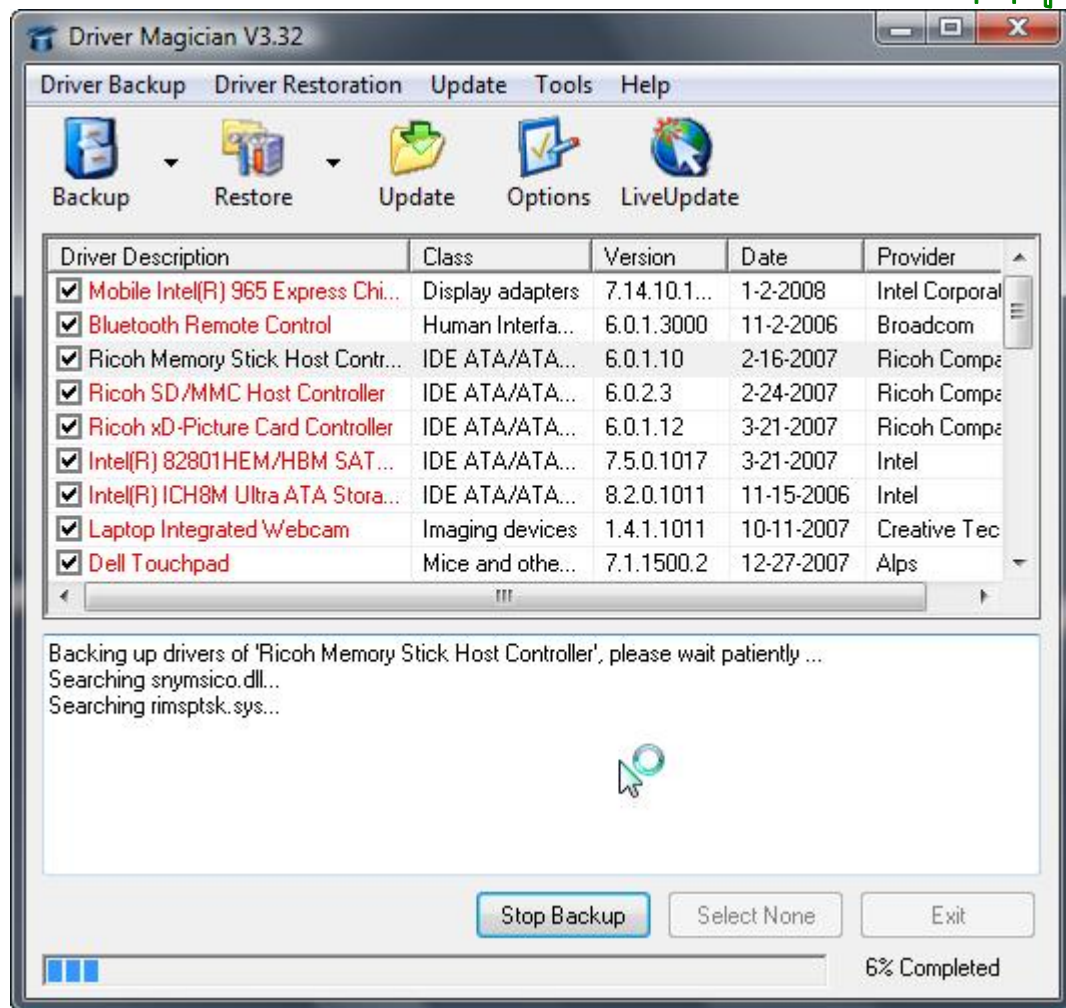 Driver Magician V3.32
Driver Backup Driver Restoration Update Tools Help
Backup Restore Update Options LiveUpdate
Driver Description Class Version Date Provider
Mobile Intel(R) 965 Express Chi... Display adapters 7.14.10.1... 1-2-2008 Intel Corporat
Bluetooth Remote Control Human Interfa... 6.0.1.3000 11-2-2006 Broadcom
Ricoh Memory Stick Host Contr... IDE ATA/ATA... 6.0.1.10 2-16-2007 Ricoh Compa
Ricoh SD/MMC Host Controller IDE ATA/ATA... 6.0.2.3 2-24-2007 Ricoh Compa
Ricoh xD-Picture Card Controller IDE ATA/ATA... 6.0.1.12 3-21-2007 Ricoh Compa
Intel(R) 82801HEM/HBM SAT... IDE ATA/ATA... 7.5.0.1017 3-21-2007 Intel
Intel(R) ICH8M Ultra ATA Stora... IDE ATA/ATA... 8.2.0.1011 11-15-2006 Intel
Laptop Integrated Webcam Imaging devices 1.4.1.1011 10-11-2007 Creative Tec
Dell Touchpad Mice and othe... 7.1.1500.2 12-27-2007 Alps
Backing up drivers of 'Ricoh Memory Stick Host Controller', please wait patiently ...
Searching snymsico.dll...
Searching rimsptsk.sys...
Stop Backup Select None Exit
6% Completed